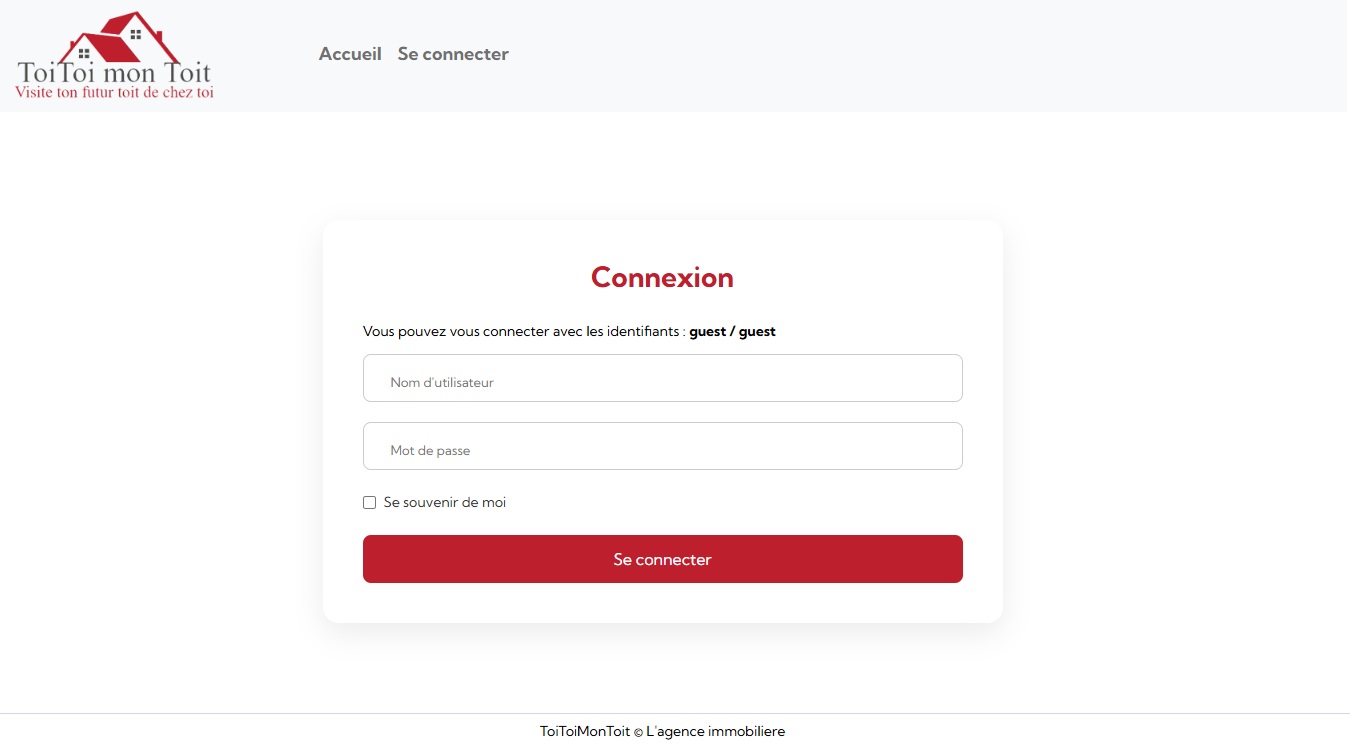 ToiToi mon Toit
Visite ton futur toit de chez toi
Accueil Se connecter
Connexion
Vous pouvez vous connecter avec les identifiants : guest / guest
Nom d'utilisateur
Mot de passe
Se souvenir de moi
Se connecter
ToiToiMonToit © L'agence immobiliere